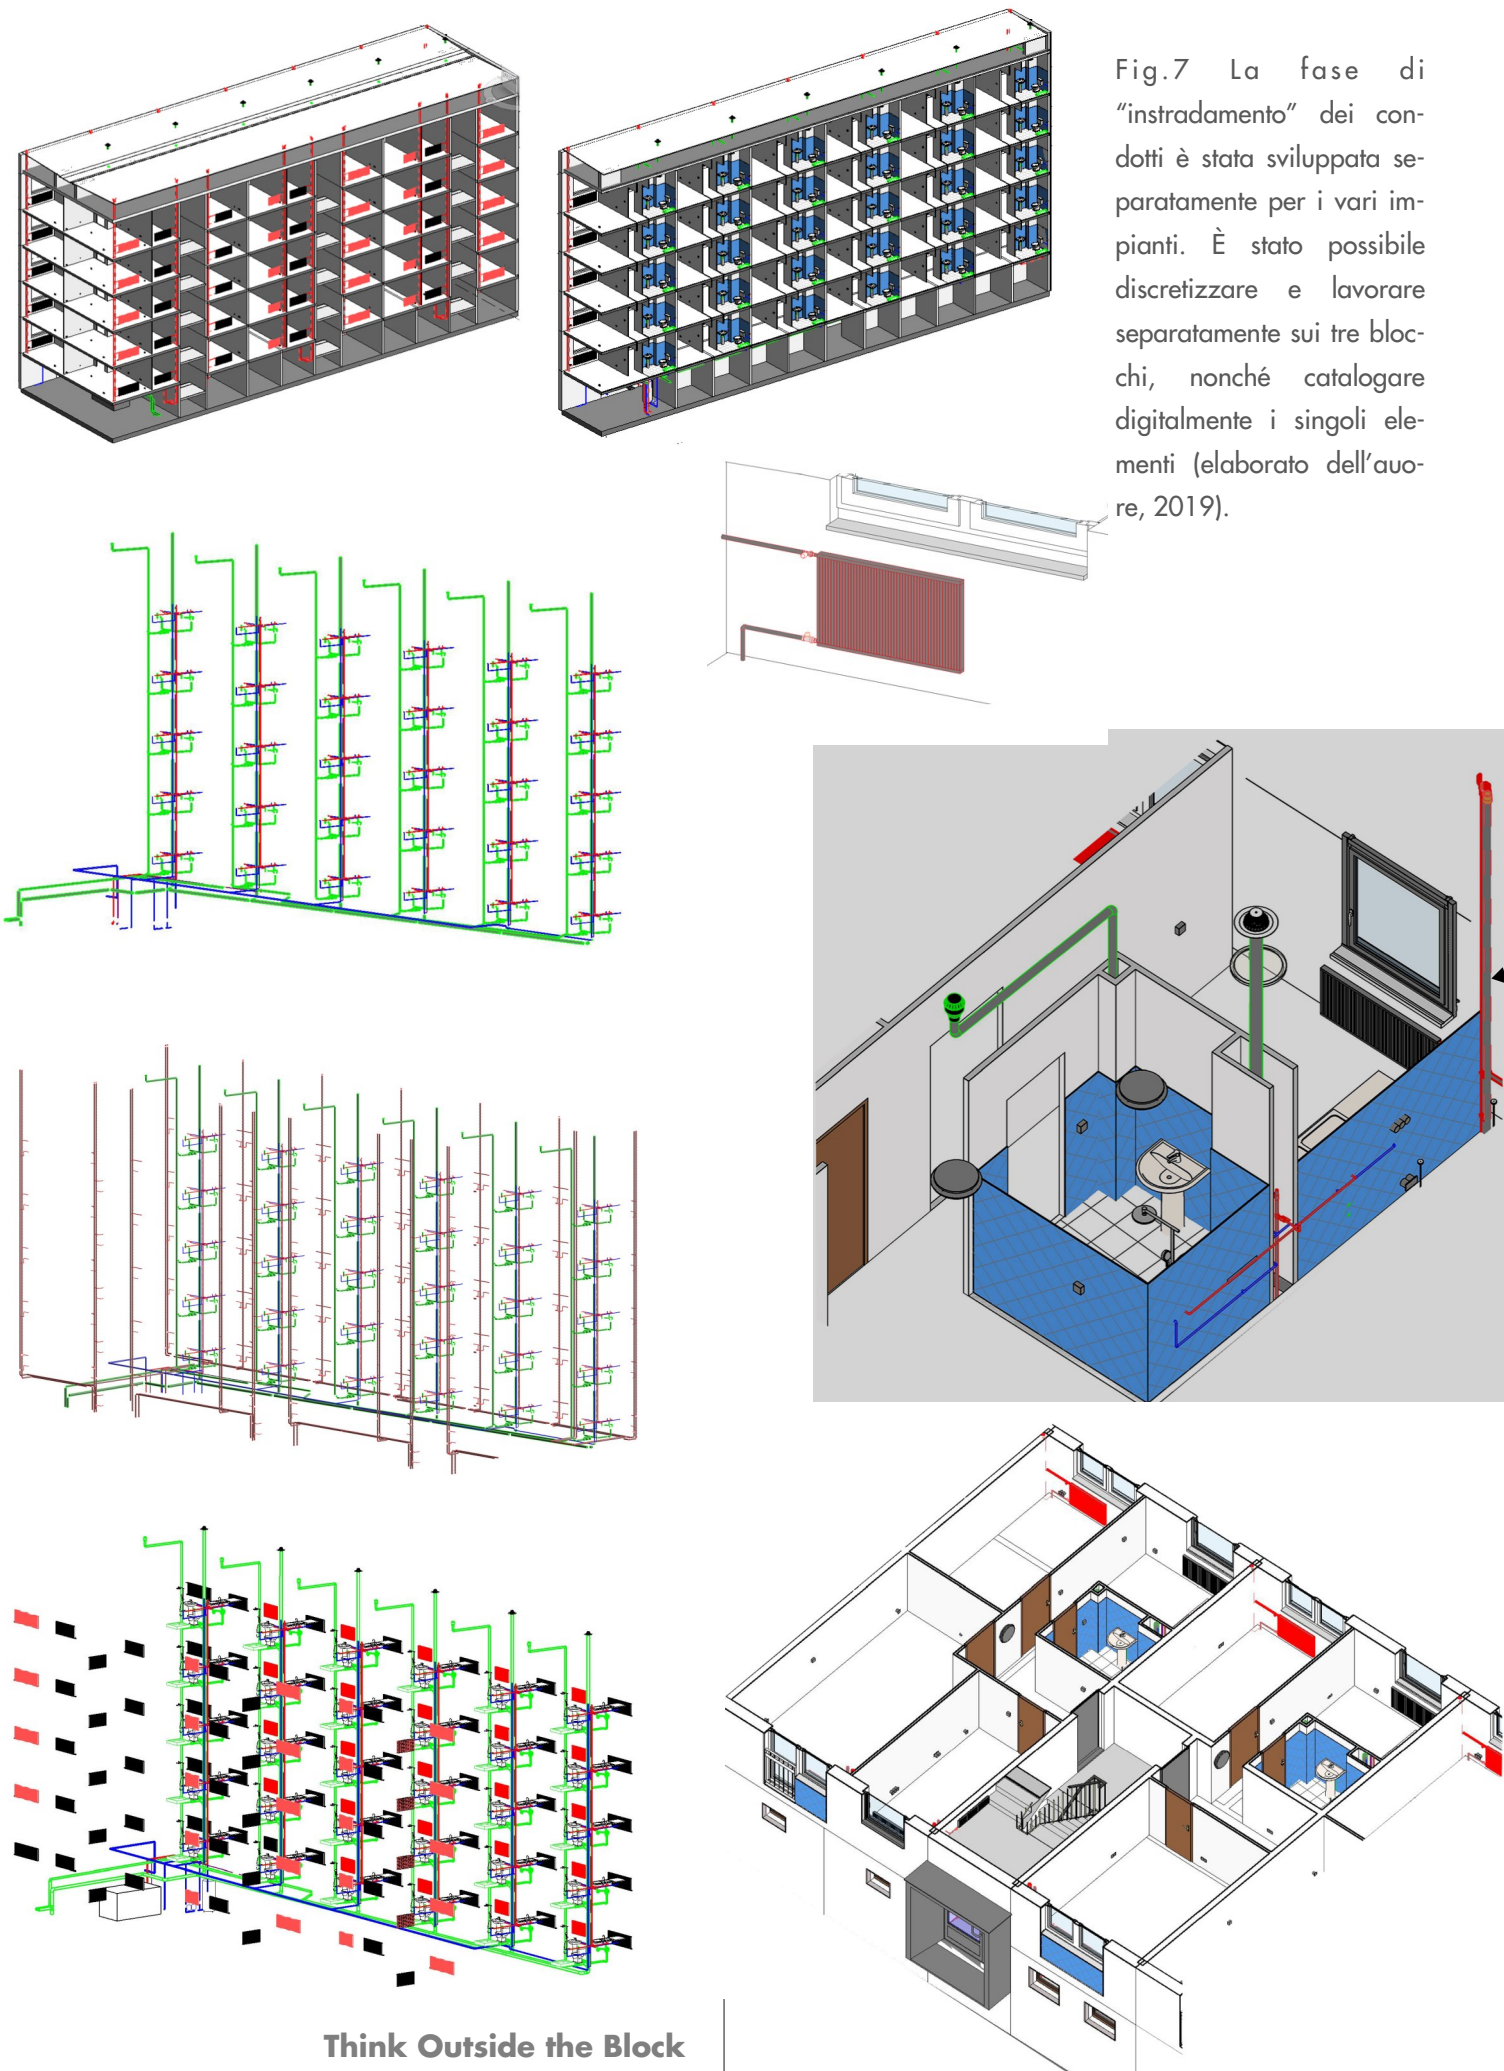 Fig.7 La fase di
“instradamento” dei con-
dotti è stata sviluppata se-
paratamente per i vari im-
pianti. È stato possibile
discretizzare e lavorare
separatamente sui tre bloc-
chi, nonché catalogare
digitalmente i singoli ele-
menti (elaborato dell’auo-
re, 2019).
Think Outside the Block